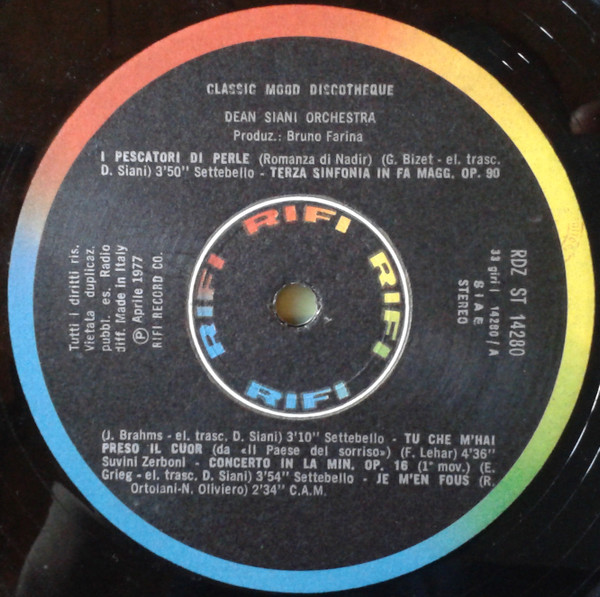 CLASSIC MOOD DISCOTHEQUE
DEAN SIANI ORCHESTRA
Produz.: Bruno Farina
I PESCATORI DI PERLE (Romanza di Nadir) (G. Bizet - el. trasc.
D. Siani) 3'50" Settebello - TERZA SINFONIA IN FA MAGG. OP. 90
RIFI RIFI RIFI RIFI RIFI
Tutti i diritti ris.
Vietata duplicaz.
pubbl. es. Radio
diff. Made in Italy
Ⓟ Aprile 1977
RIFI RECORD CO.
RDZ ST 14280
33 giri I 14280/A
SIAE
STEREO
(J. Brahms - el. trasc. D. Siani) 3'10" Settebello - TU CHE M'HAI
PRESO IL CUOR (da «Il Paese del sorriso») (F. Lehar) 4'36"
Suvini Zerboni - CONCERTO IN LA MIN. OP. 16 (1° mov.) (E.
Grieg - el. trasc. D. Siani) 3'54" Settebello - JE M'EN FOUS (R.
Ortolani-N. Oliviero) 2'34" C.A.M.